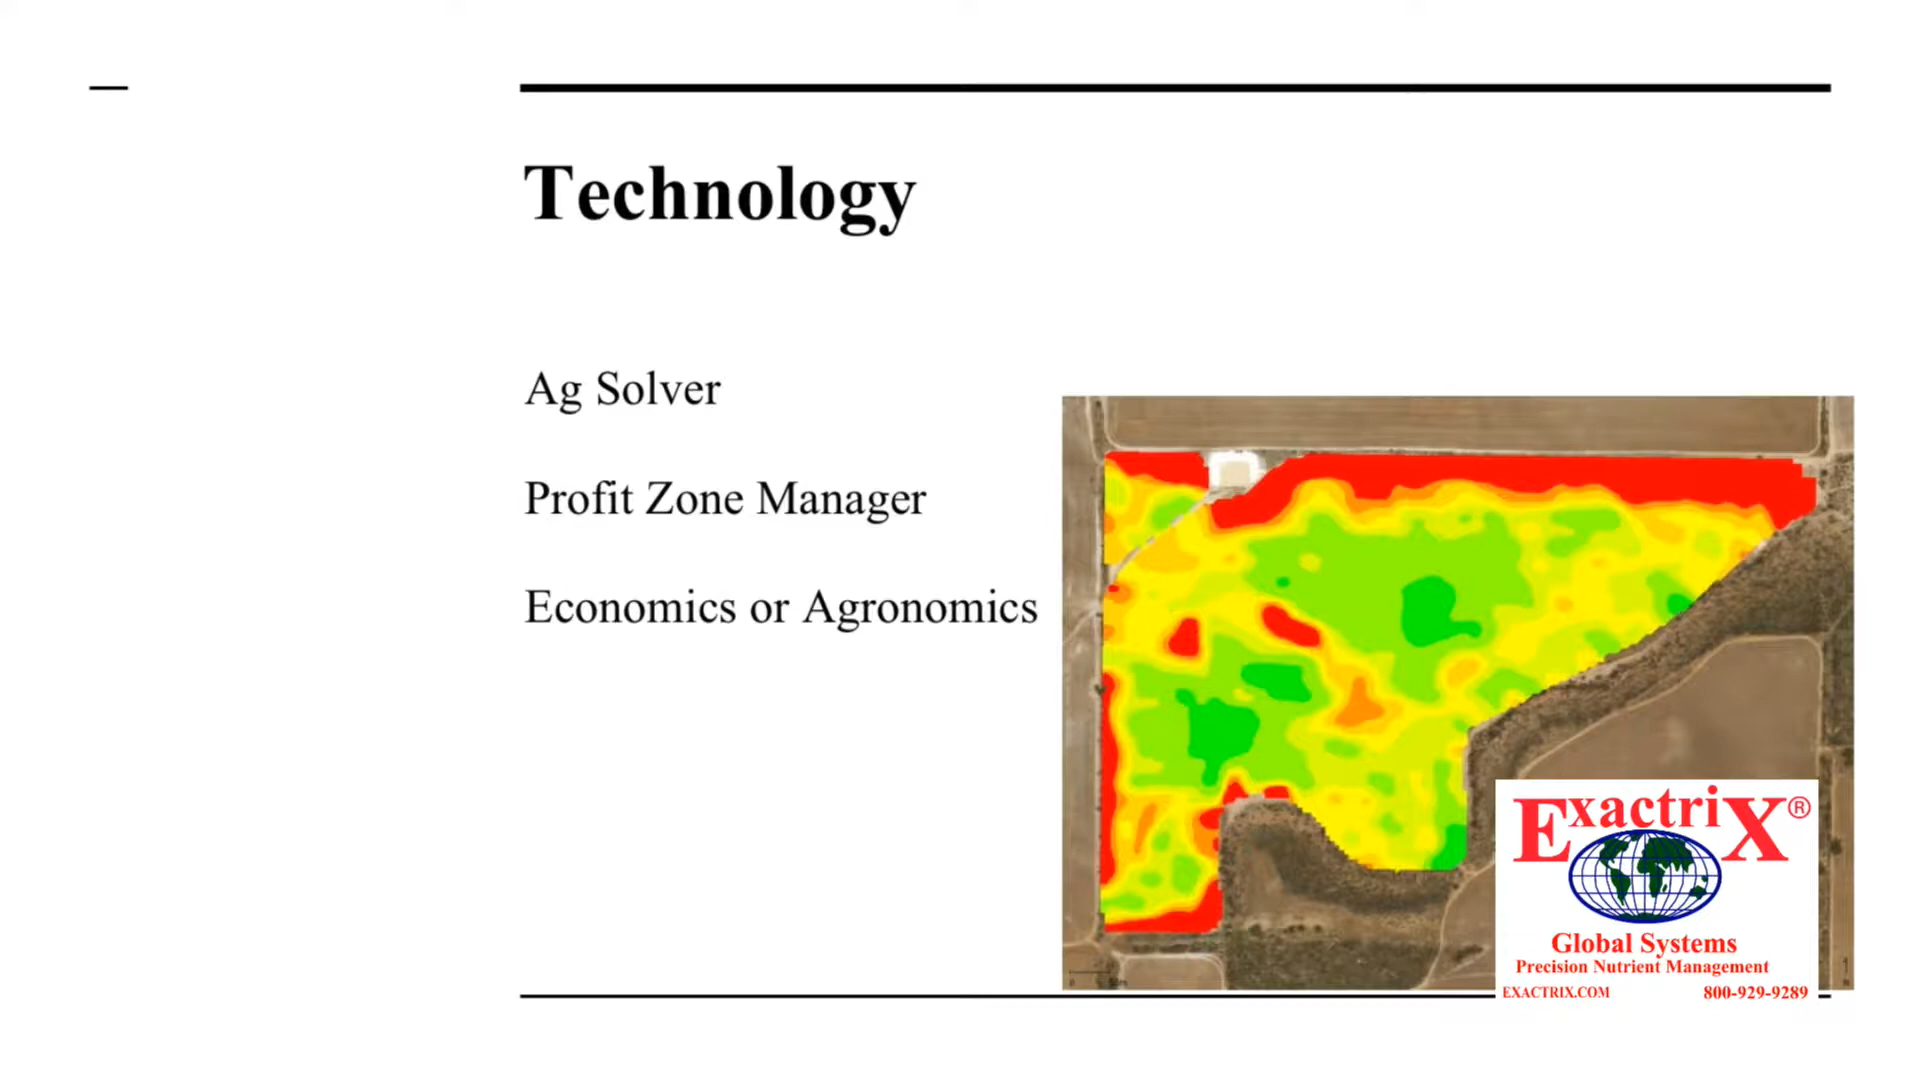 Technology
Ag Solver
Profit Zone Manager
Economics or Agronomics
ExactriX®
Global Systems
Precision Nutrient Management
EXACTRIX.COM 800-929-9289